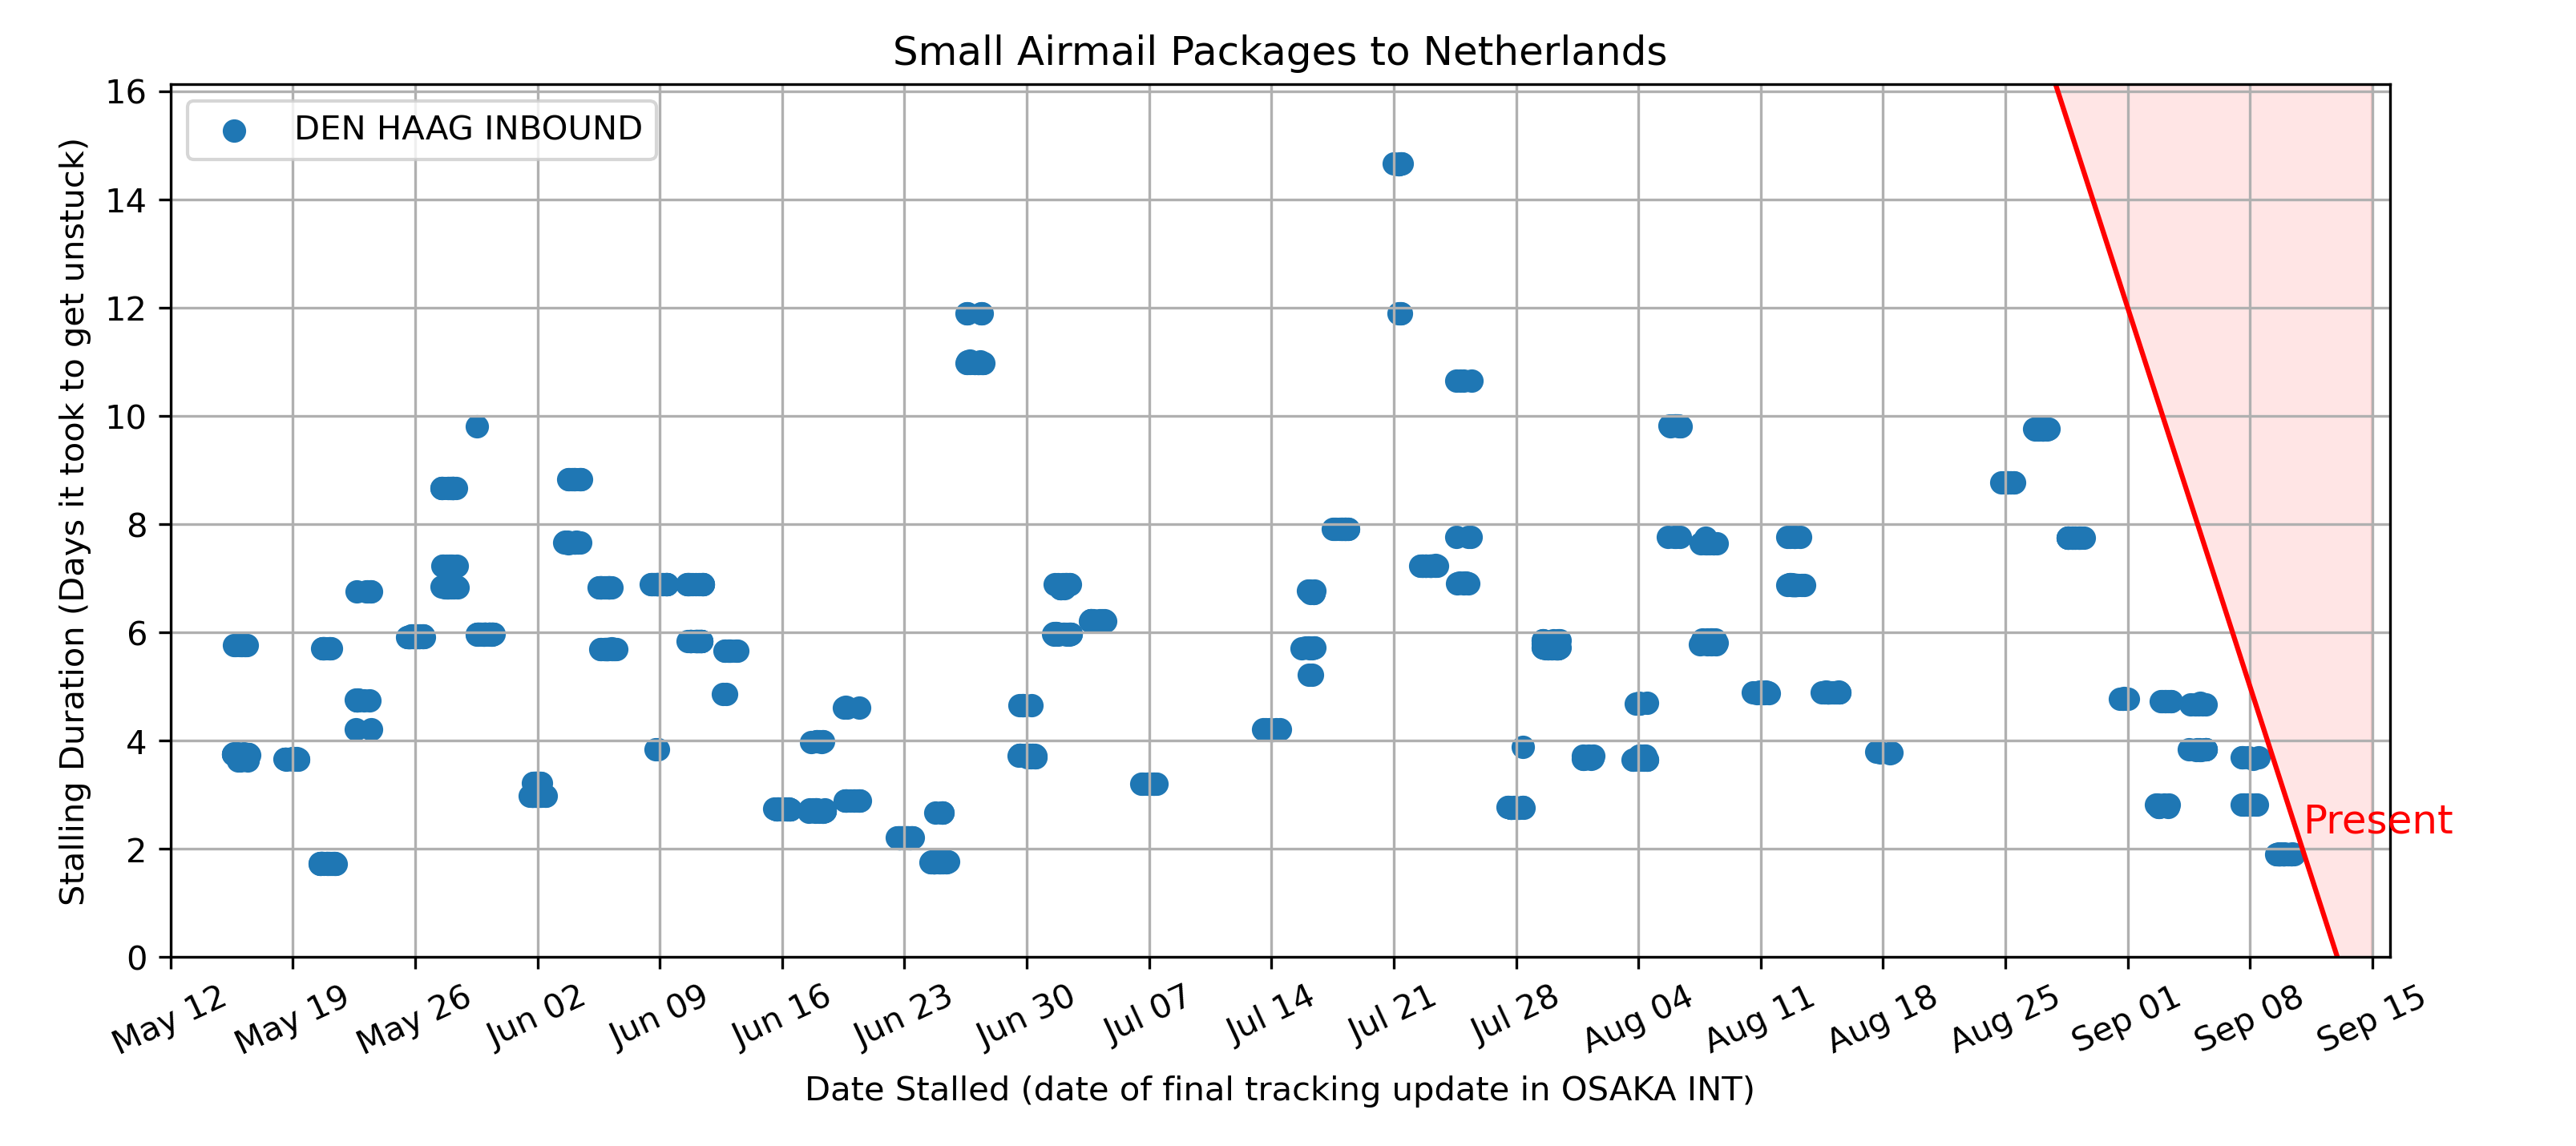 Small Airmail Packages to Netherlands
DEN HAAG INBOUND
Stalling Duration (Days it took to get unstuck)
16
14
12
10
8
6
4
2
0
Present
May 12
May 19
May 26
Jun 02
Jun 09
Jun 16
Jun 23
Jun 30
Jul 07
Jul 14
Jul 21
Jul 28
Aug 04
Aug 11
Aug 18
Aug 25
Sep 01
Sep 08
Sep 15
Date Stalled (date of final tracking update in OSAKA INT)